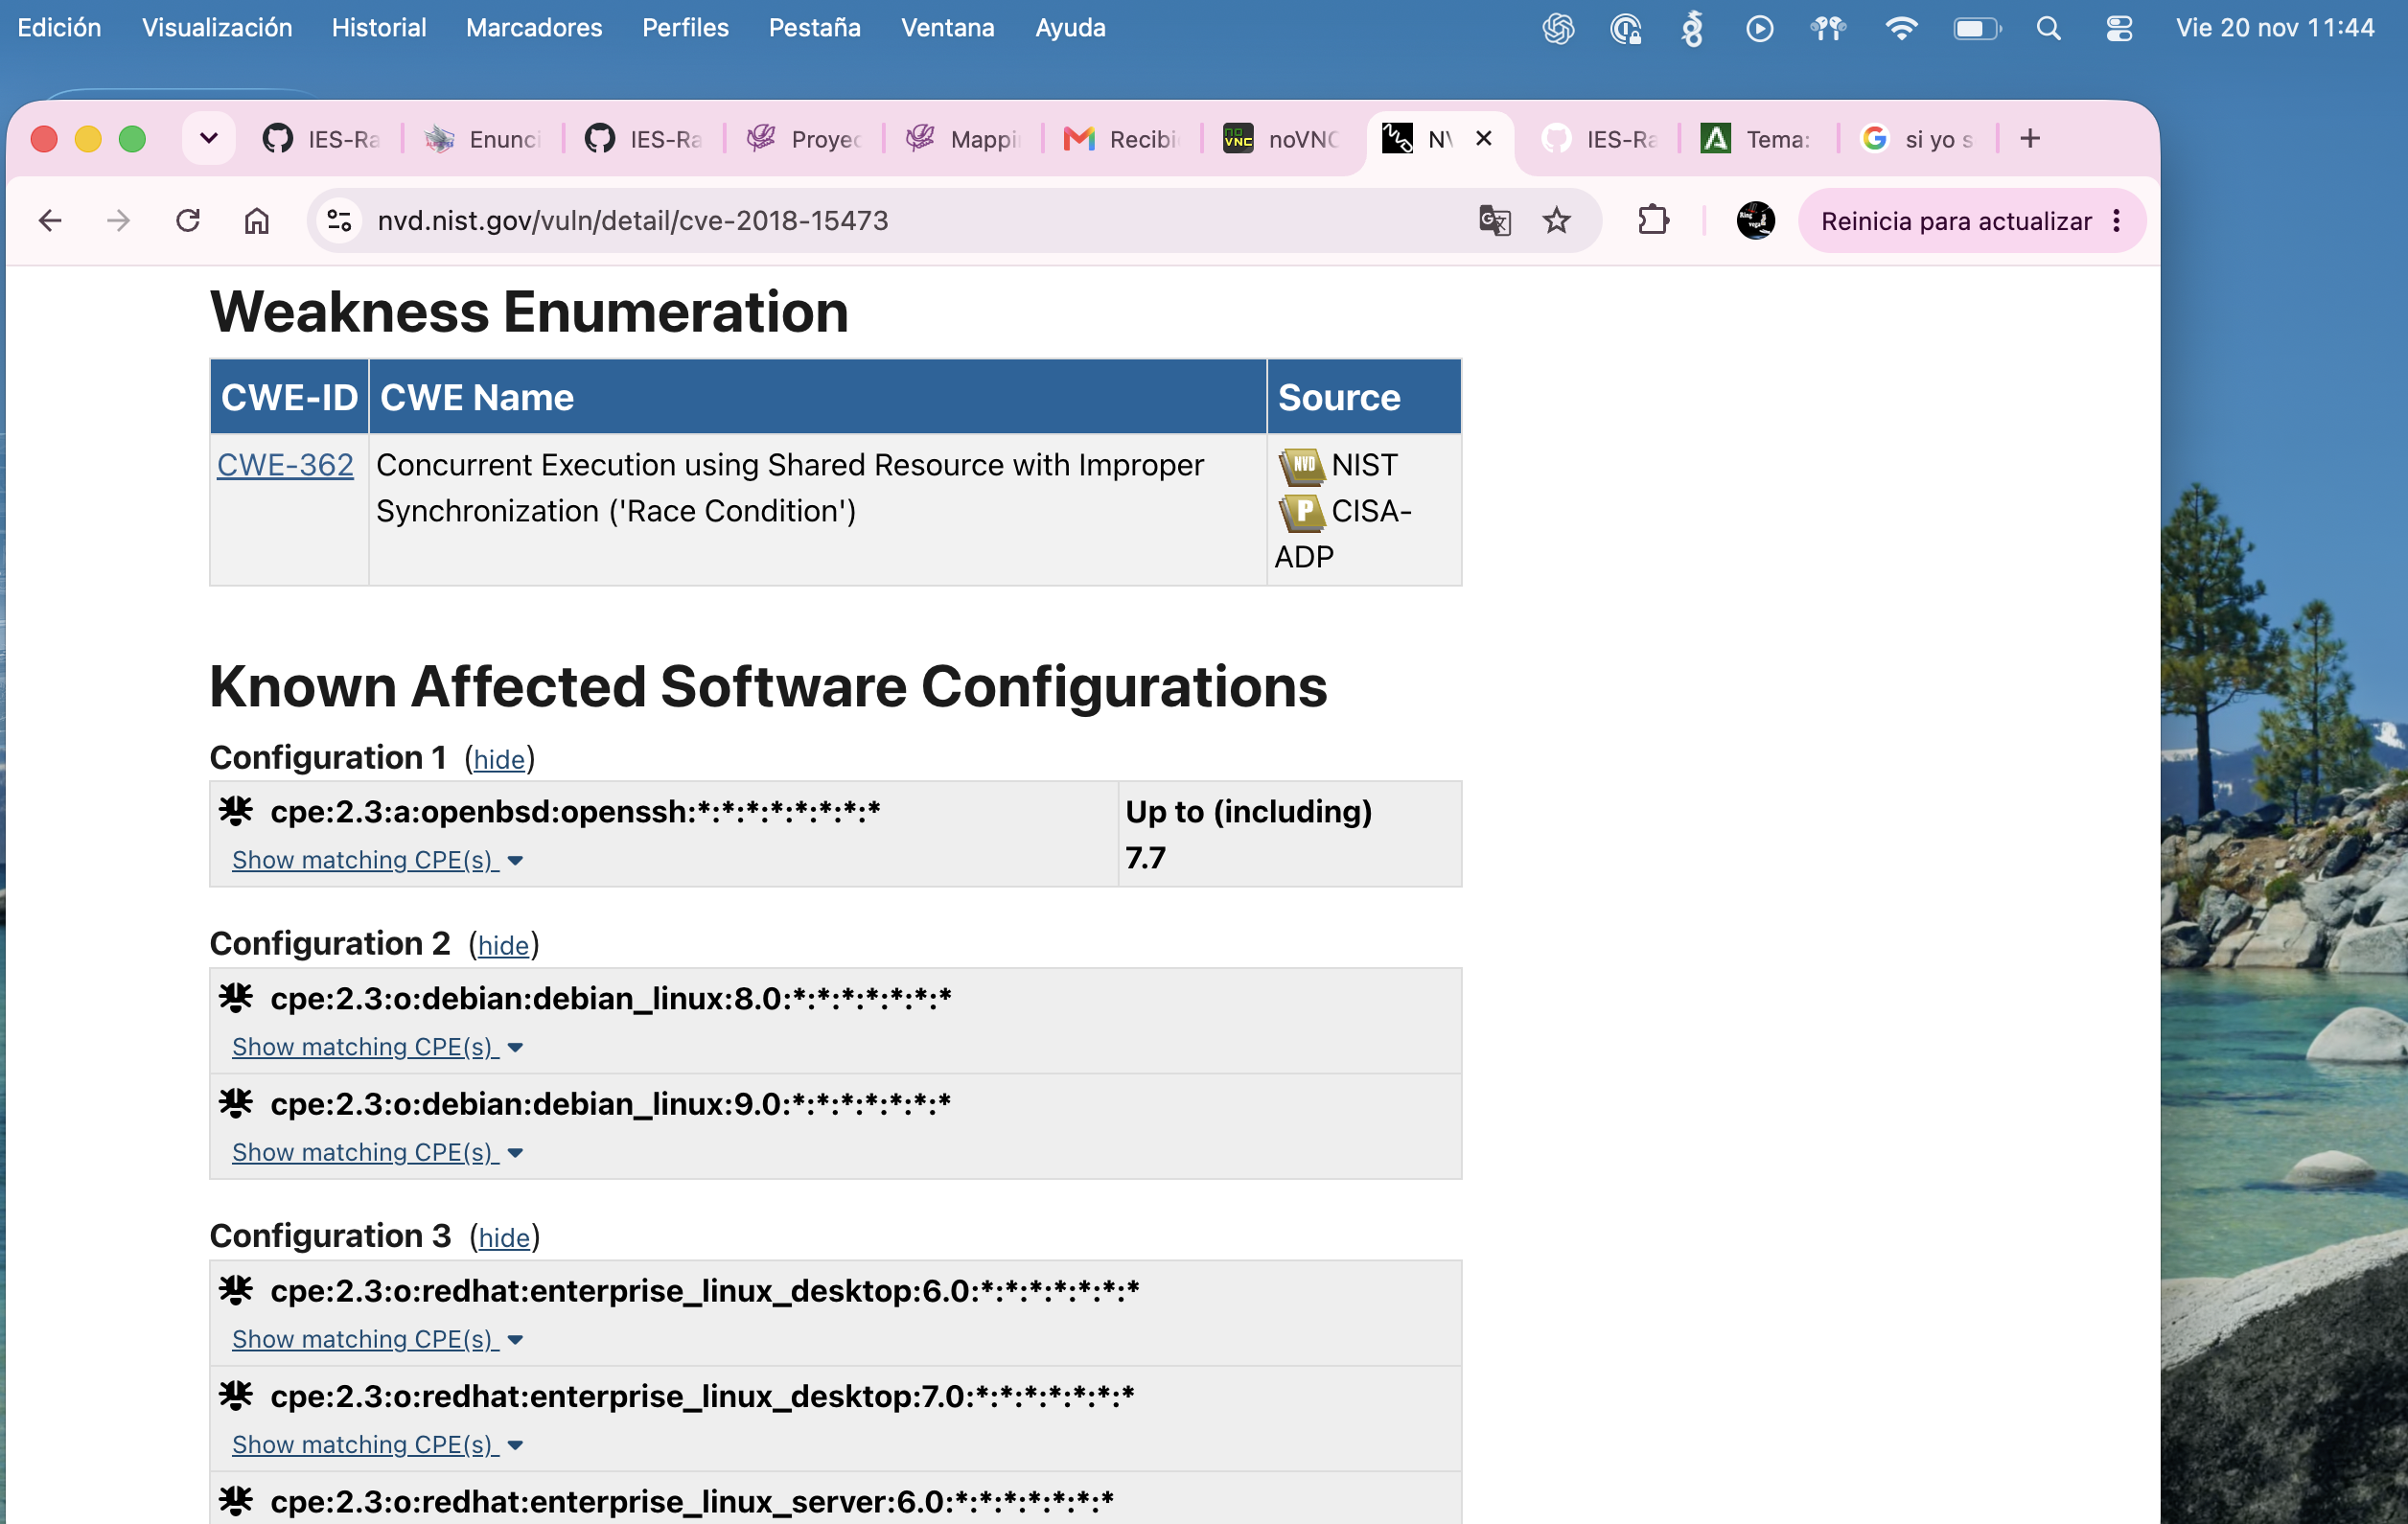 Edición Visualización Historial Marcadores Perfiles Pestaña Ventana Ayuda Vie 20 nov 11:44
IES-Ra Enunci IES-Ra Proyec Mappi Recibi noVNC NV IES-Ra Tema: si yo s
nvd.nist.gov/vuln/detail/cve-2018-15473 Reinicia para actualizar
Weakness Enumeration
CWE-ID CWE Name Source
CWE-362 Concurrent Execution using Shared Resource with Improper NIST
Synchronization ('Race Condition') CISA-
ADP
Known Affected Software Configurations
Configuration 1 (hide)
cpe:2.3:a:openbsd:openssh:*:*:*:*:*:*:*:* Up to (including)
Show matching CPE(s) 7.7
Configuration 2 (hide)
cpe:2.3:o:debian:debian_linux:8.0:*:*:*:*:*:*:*
Show matching CPE(s)
cpe:2.3:o:debian:debian_linux:9.0:*:*:*:*:*:*:*
Show matching CPE(s)
Configuration 3 (hide)
cpe:2.3:o:redhat:enterprise_linux_desktop:6.0:*:*:*:*:*:*:*
Show matching CPE(s)
cpe:2.3:o:redhat:enterprise_linux_desktop:7.0:*:*:*:*:*:*:*
Show matching CPE(s)
cpe:2.3:o:redhat:enterprise_linux_server:6.0:*:*:*:*:*:*:*